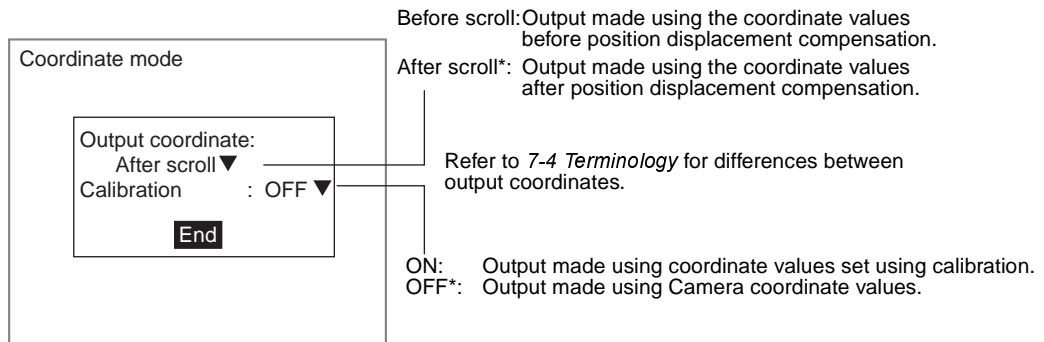 Coordinate mode
Output coordinate:
After scroll▼
Calibration : OFF ▼
End
Before scroll:Output made using the coordinate values
before position displacement compensation.
After scroll*: Output made using the coordinate values
after position displacement compensation.
Refer to 7-4 Terminology for differences between
output coordinates.
ON: Output made using coordinate values set using calibration.
OFF*: Output made using Camera coordinate values.